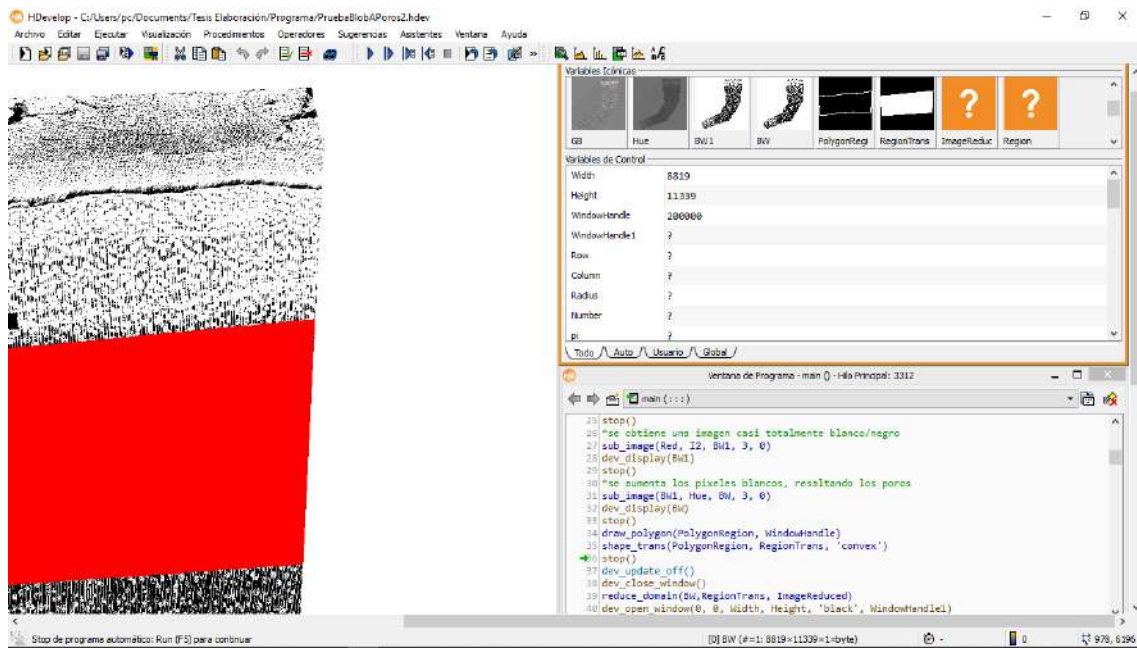 HDevelop - C:/Users/pc/Documents/Tesis Elaboración/Programa/PruebaBlobAPoros2.hdev
Archivo Editar Ejecutar Visualización Procedimientos Operadores Sugerencias Asistentes Ventana Ayuda
Variables Icónicas
GB Hue BW1 BW PolygonRegi RegionTrans ImageReduc Region
Variables de Control
Width 8819
Height 11339
WindowHandle 200000
WindowHandle1 ?
Row ?
Column ?
Radius ?
Number ?
pi ?
Todo Auto Usuario Global
Ventana de Programa - main () - Hilo Principal: 3312
main (:::)
25 stop()
26 *se obtiene una imagen casi totalmente blanco/negro
27 sub_image(Red, I2, BW1, 3, 0)
28 dev_display(BW1)
29 stop()
30 *se aumenta los pixeles blancos, resaltando los poros
31 sub_image(BW1, Hue, BW, 3, 0)
32 dev_display(BW)
33 stop()
34 draw_polygon(PolygonRegion, WindowHandle)
35 shape_trans(PolygonRegion, RegionTrans, 'convex')
36 stop()
37 dev_update_off()
38 dev_close_window()
39 reduce_domain(BW,RegionTrans, ImageReduced)
40 dev_open_window(0, 0, Width, Height, 'black', WindowHandle1)
Stop de programa automático: Run (F5) para continuar
[0] BW (#=1: 8819×11339×1=byte)
-
0
978, 6196